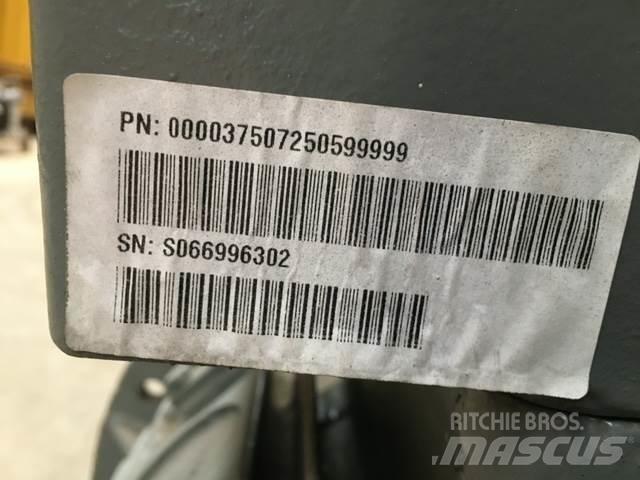 PN: 000037507250599999
SN: S066996302
RITCHIE BROS.
MASCUS